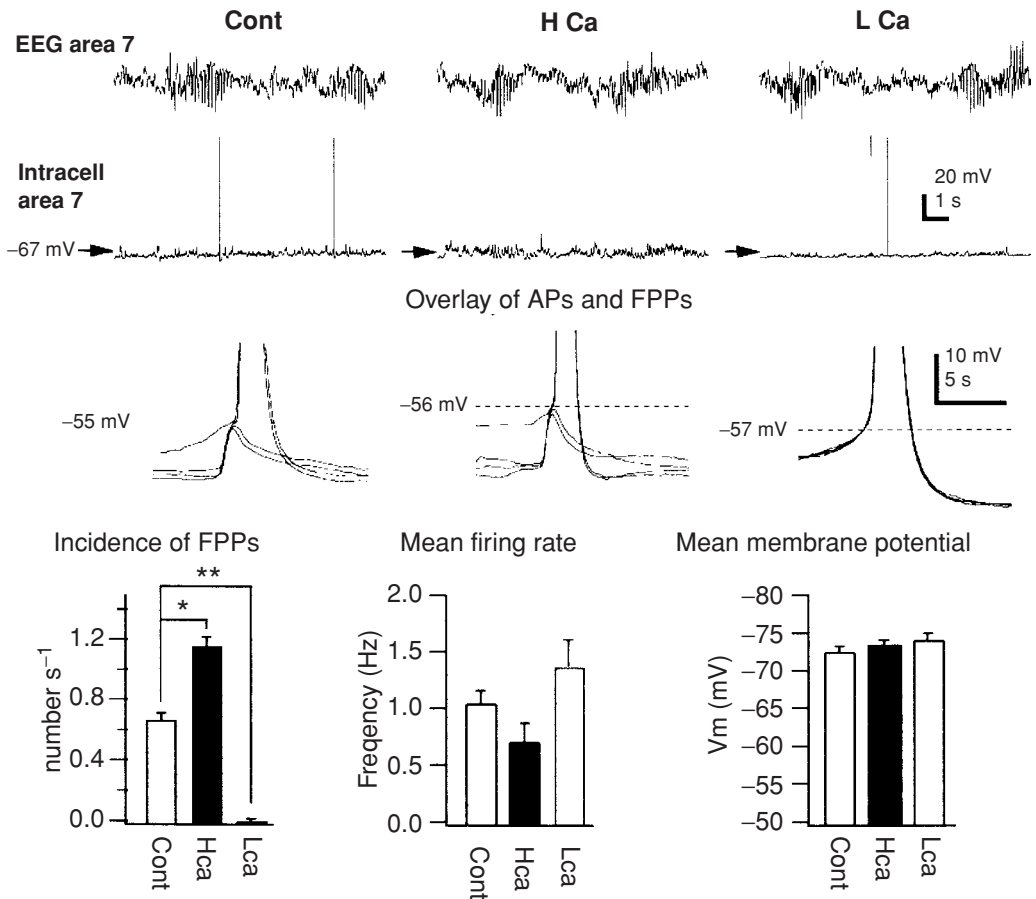 Cont
H Ca
L Ca
EEG area 7
Intracell
area 7
20 mV
1 s
–67 mV
Overlay of APs and FPPs
–55 mV
–56 mV
–57 mV
10 mV
5 s
Incidence of FPPs
Mean firing rate
Mean membrane potential
number s–1
1.2
0.8
0.4
0.0
*
**
Cont
Hca
Lca
Freqency (Hz)
2.0
1.5
1.0
0.5
0.0
Cont
Hca
Lca
Vm (mV)
–80
–75
–70
–65
–60
–55
–50
Cont
Hca
Lca